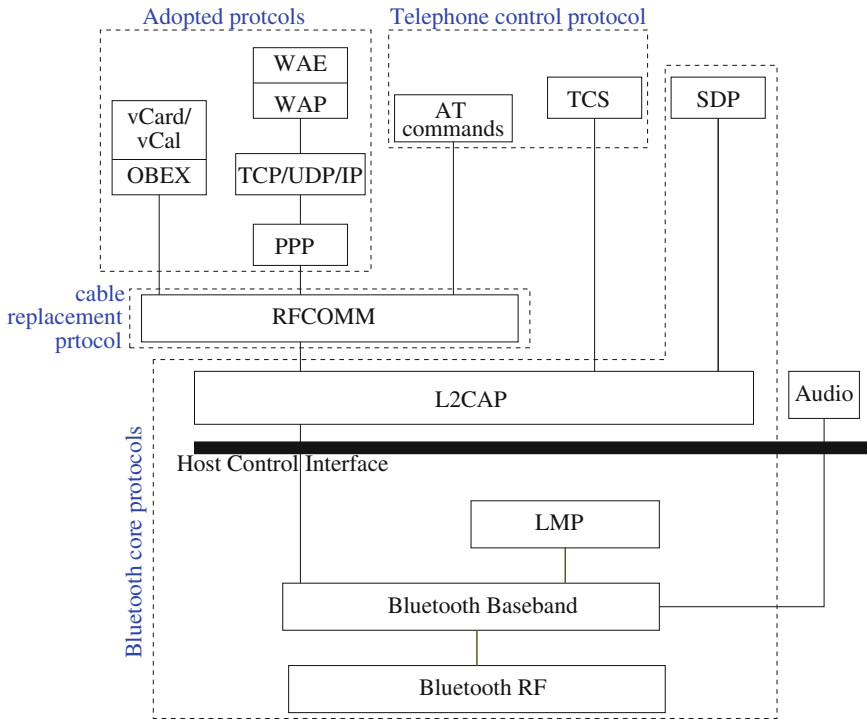 Adopted protcols
Telephone control protocol
WAE
WAP
vCard/
vCal
OBEX
AT
commands
TCS
SDP
TCP/UDP/IP
PPP
cable
replacement
prtocol
RFCOMM
L2CAP
Audio
Host Control Interface
Bluetooth core protocols
LMP
Bluetooth Baseband
Bluetooth RF